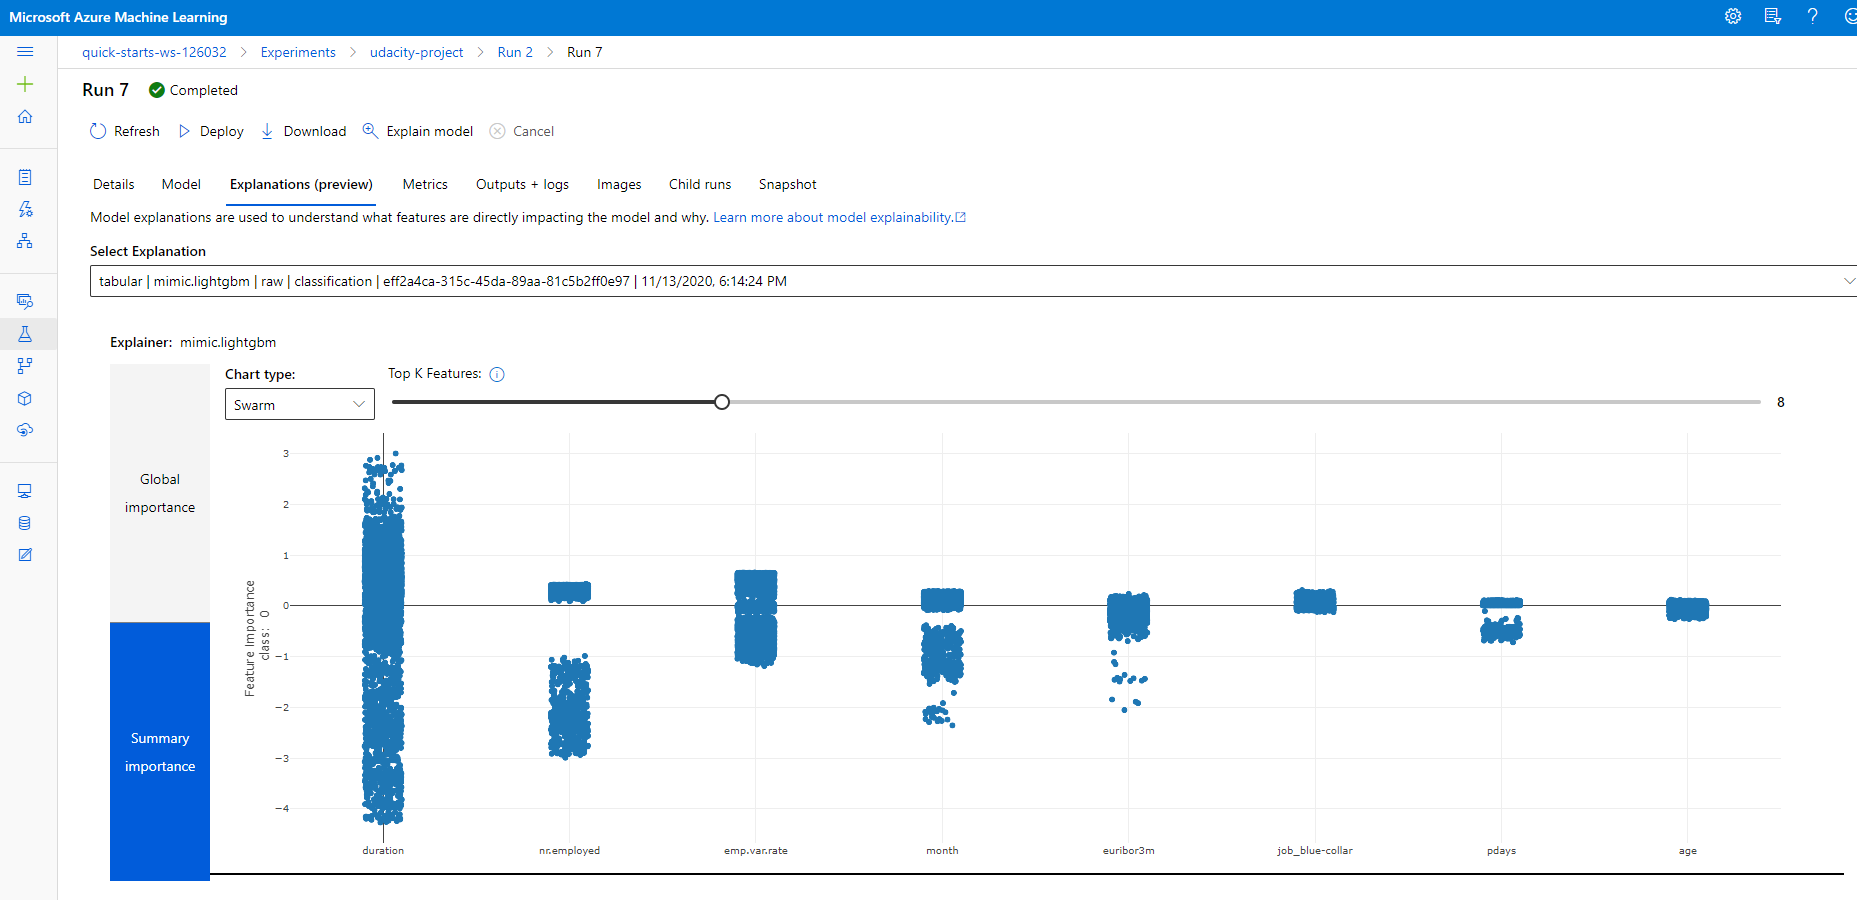 Microsoft Azure Machine Learning
quick-starts-ws-126032 > Experiments > udacity-project > Run 2 > Run 7
Run 7 Completed
Refresh Deploy Download Explain model Cancel
Details Model Explanations (preview) Metrics Outputs + logs Images Child runs Snapshot
Model explanations are used to understand what features are directly impacting the model and why. Learn more about model explainability.
Select Explanation
tabular | mimic.lightgbm | raw | classification | eff2a4ca-315c-45da-89aa-81c5b2ff0e97 | 11/13/2020, 6:14:24 PM
Explainer: mimic.lightgbm
Global
importance
Summary
importance
Chart type:
Swarm
Top K Features:
8
3
2
1
0
−1
−2
−3
−4
Feature Importance
class: 0
duration nr.employed emp.var.rate month euribor3m job_blue-collar pdays age